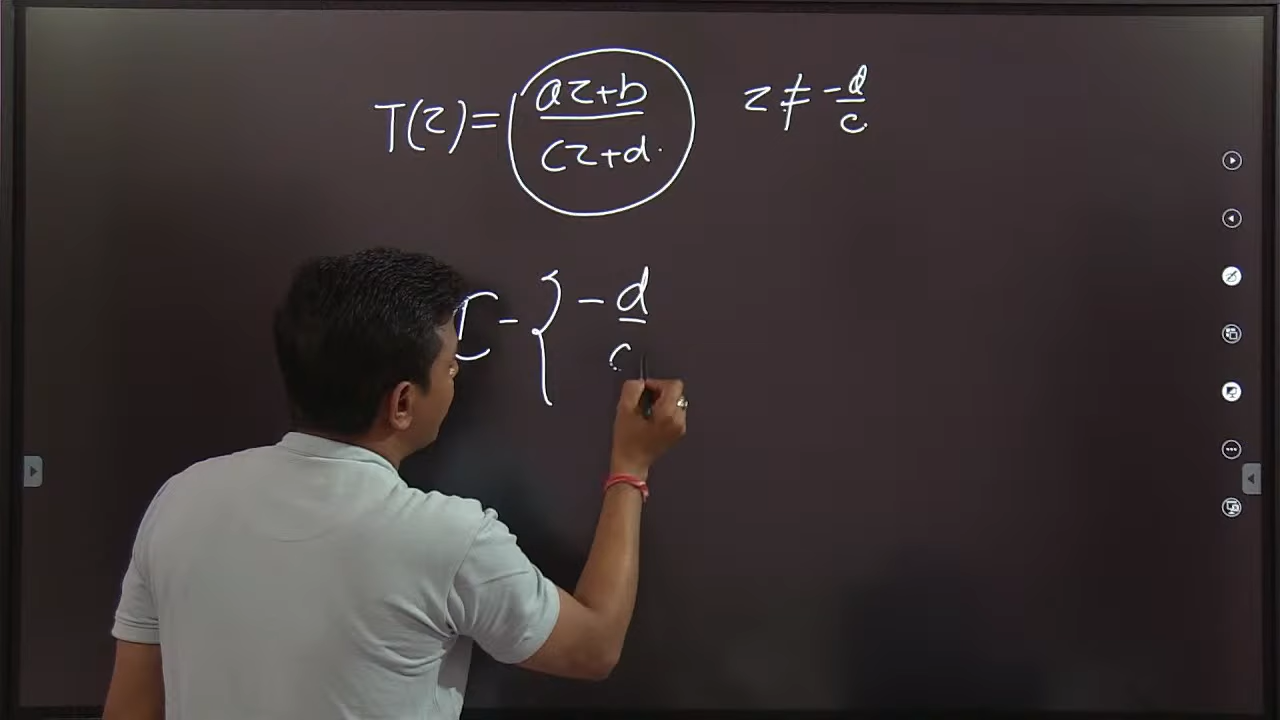 T(z) = az+b / cz+d. z ≠ -d/c
ℂ - { -d/c